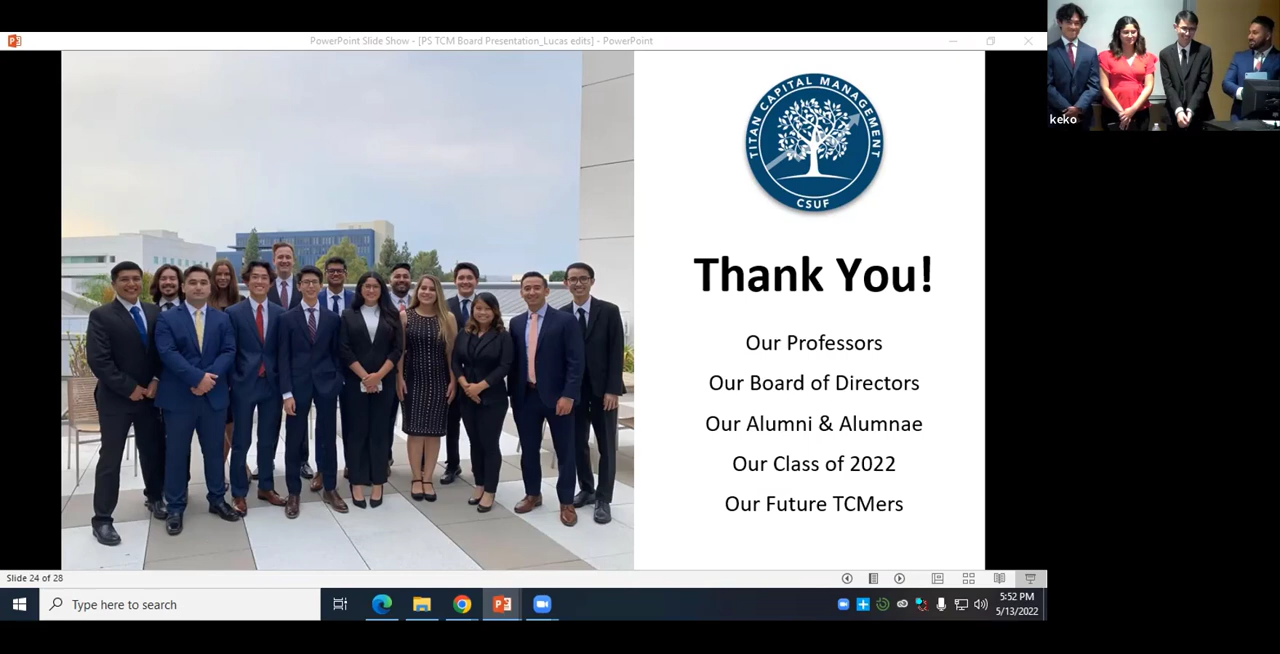 PowerPoint Slide Show - [PS TCM Board Presentation_Lucas edits] - PowerPoint
keko
TITAN CAPITAL MANAGEMENT
CSUF
Thank You!
Our Professors
Our Board of Directors
Our Alumni & Alumnae
Our Class of 2022
Our Future TCMers
Slide 24 of 28
Type here to search
5:52 PM
5/13/2022